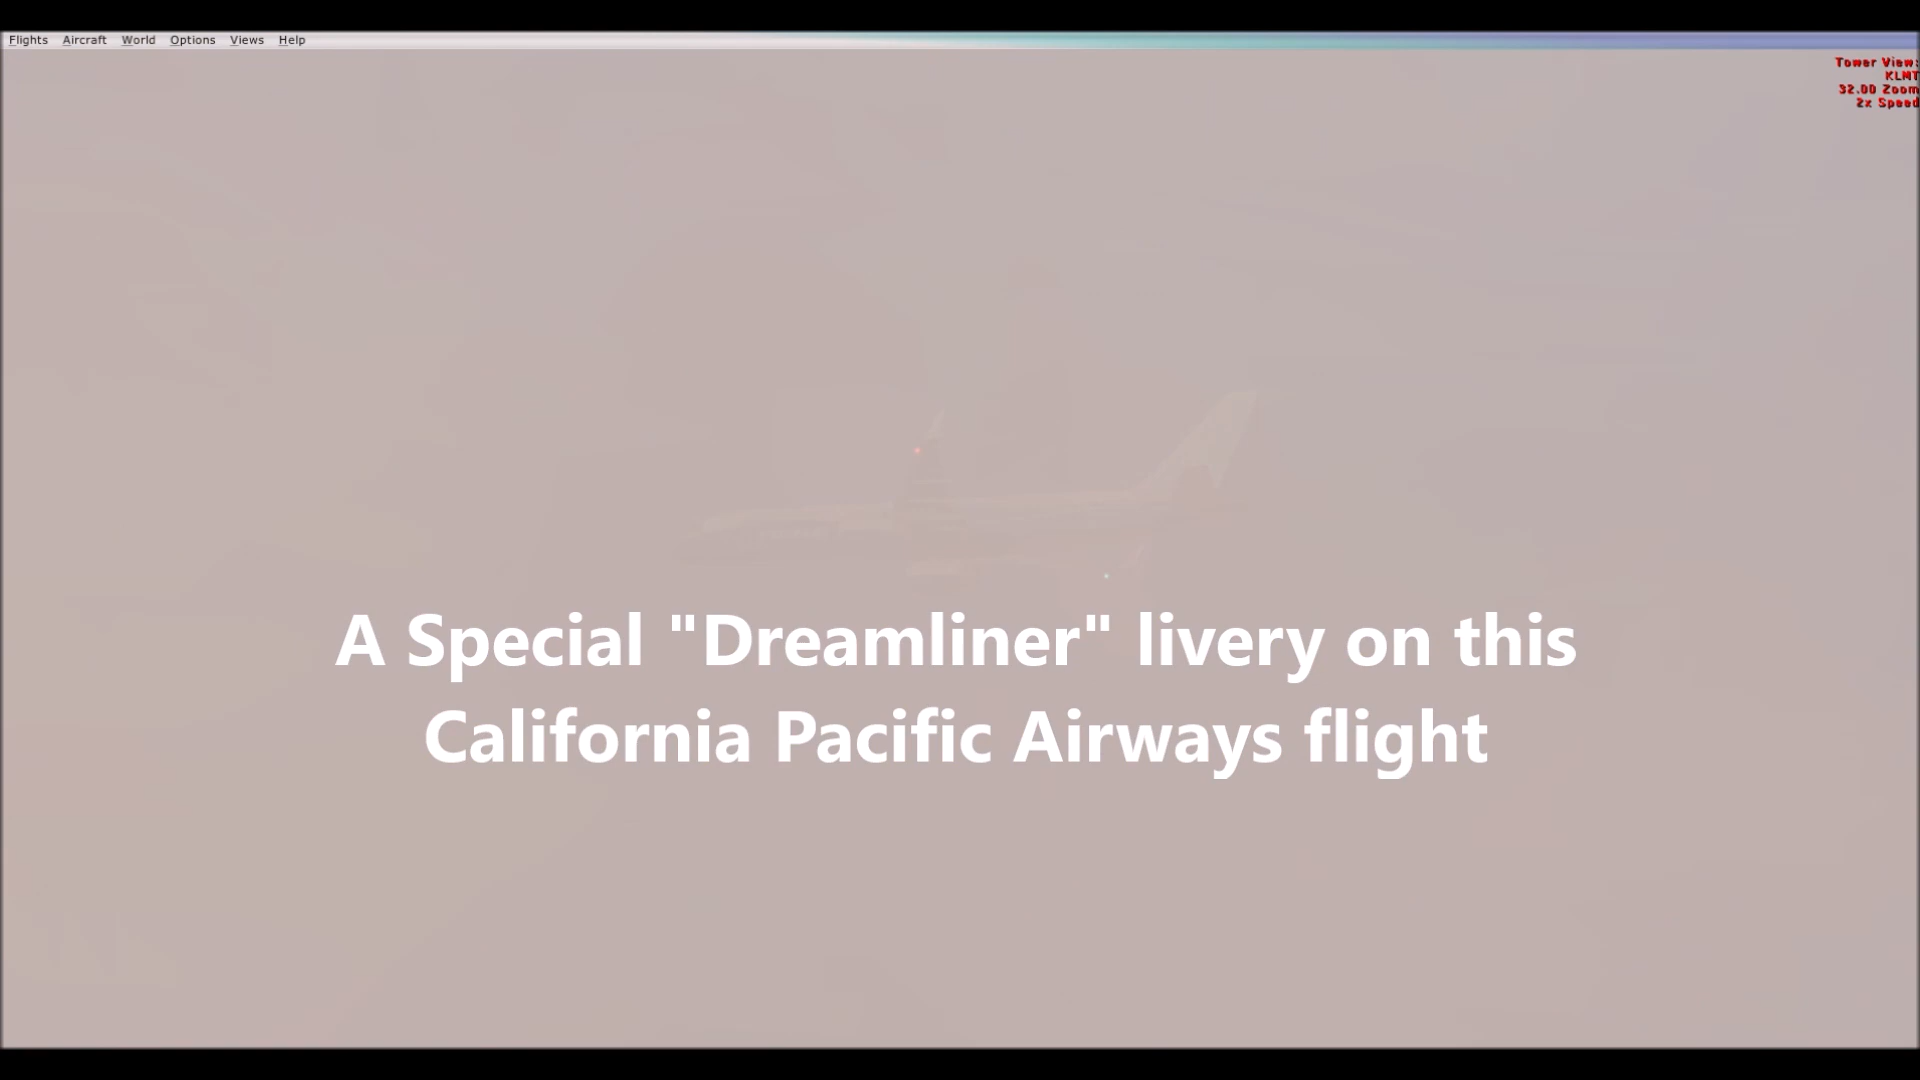 Flights Aircraft World Options Views Help
Tower View:
KLMT
32.00 Zoom
2x Speed
A Special "Dreamliner" livery on this
California Pacific Airways flight